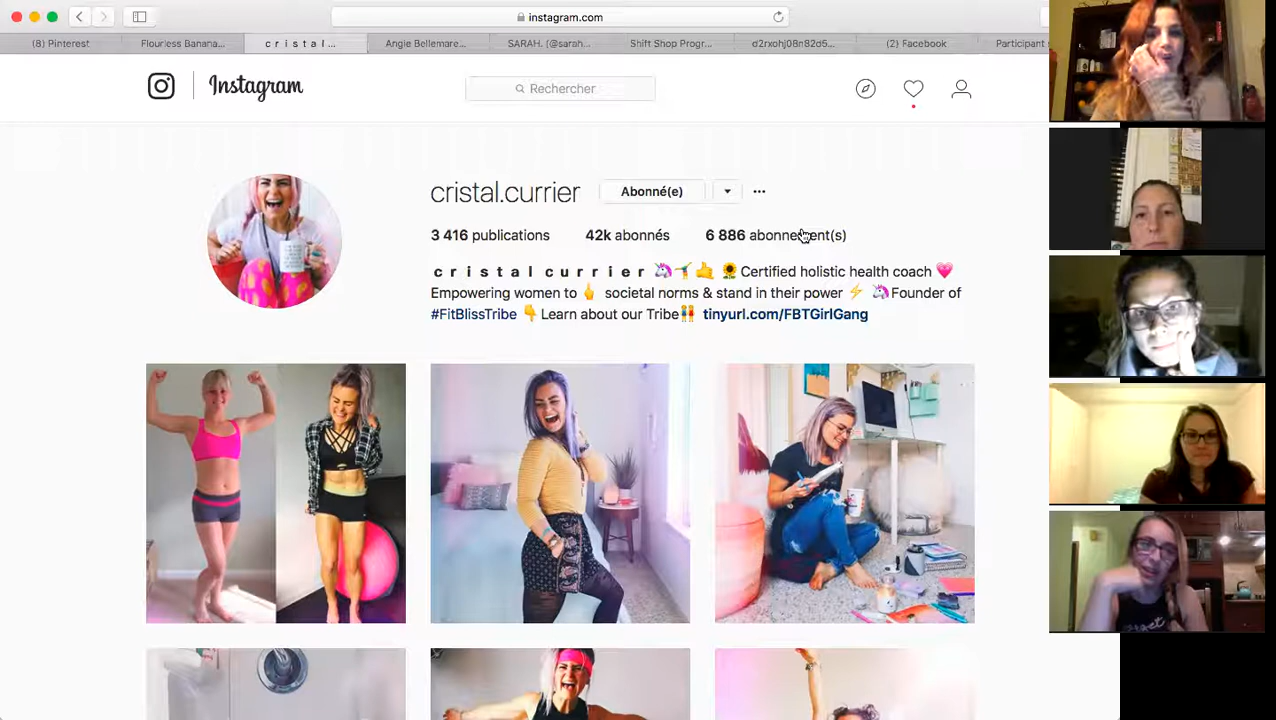 instagram.com
(8) Pinterest
Flourless Banana...
c r i s t a l ...
Angie Bellemare...
SARAH. (@sarah...
Shift Shop Progr...
d2rxohj08n82d5...
(2) Facebook
Participant
Instagram
Rechercher
cristal.currier
Abonné(e)
3 416 publications
42k abonnés
6 886 abonnement(s)
c r i s t a l c u r r i e r 🦄🤸🤙 🌻Certified holistic health coach 💗
Empowering women to 🖕 societal norms & stand in their power ⚡ 🦄Founder of
#FitBlissTribe 👇Learn about our Tribe👭 tinyurl.com/FBTGirlGang